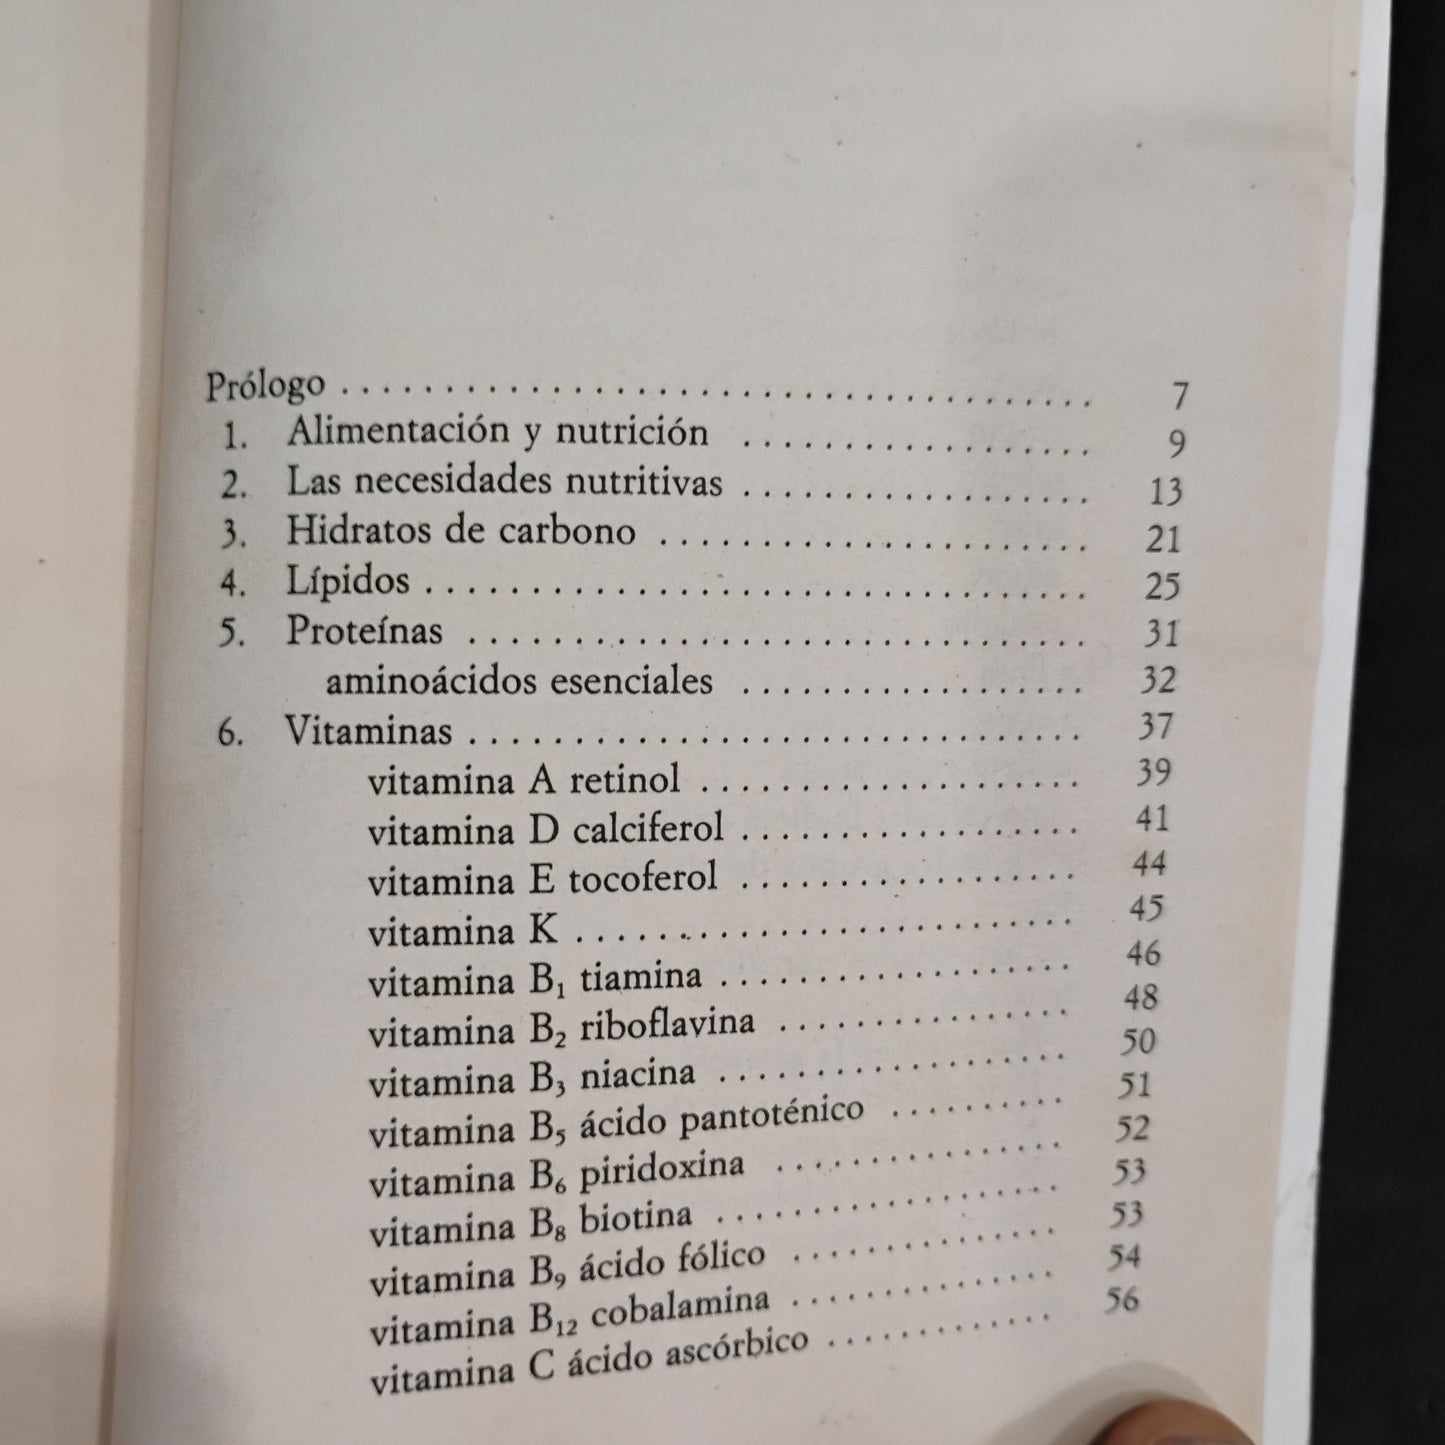 Prólogo . . . . . . . . . . . . . . . . . . . . . . . . . . . . . . . . . . . . 7
1. Alimentación y nutrición . . . . . . . . . . . . . . . . . 9
2. Las necesidades nutritivas . . . . . . . . . . . . . . . . . 13
3. Hidratos de carbono . . . . . . . . . . . . . . . . . . . . . 21
4. Lípidos . . . . . . . . . . . . . . . . . . . . . . . . . . . . . . . . 25
5. Proteínas . . . . . . . . . . . . . . . . . . . . . . . . . . . . . . 31
aminoácidos esenciales . . . . . . . . . . . . . . . . . 32
6. Vitaminas . . . . . . . . . . . . . . . . . . . . . . . . . . . . . . 37
vitamina A retinol . . . . . . . . . . . . . . . . . . . 39
vitamina D calciferol . . . . . . . . . . . . . . . . . 41
vitamina E tocoferol . . . . . . . . . . . . . . . . . 44
vitamina K . . . . . . . . . . . . . . . . . . . . . . . . . 45
vitamina B₁ tiamina . . . . . . . . . . . . . . . . . . 46
vitamina B₂ riboflavina . . . . . . . . . . . . . . . 48
vitamina B₃ niacina . . . . . . . . . . . . . . . . . . 50
vitamina B₅ ácido pantoténico . . . . . . . . . . 51
vitamina B₆ piridoxina . . . . . . . . . . . . . . . 52
vitamina B₈ biotina . . . . . . . . . . . . . . . . . . 53
vitamina B₉ ácido fólico . . . . . . . . . . . . . . 53
vitamina B₁₂ cobalamina . . . . . . . . . . . . . . 54
vitamina C ácido ascórbico . . . . . . . . . . . . . 56